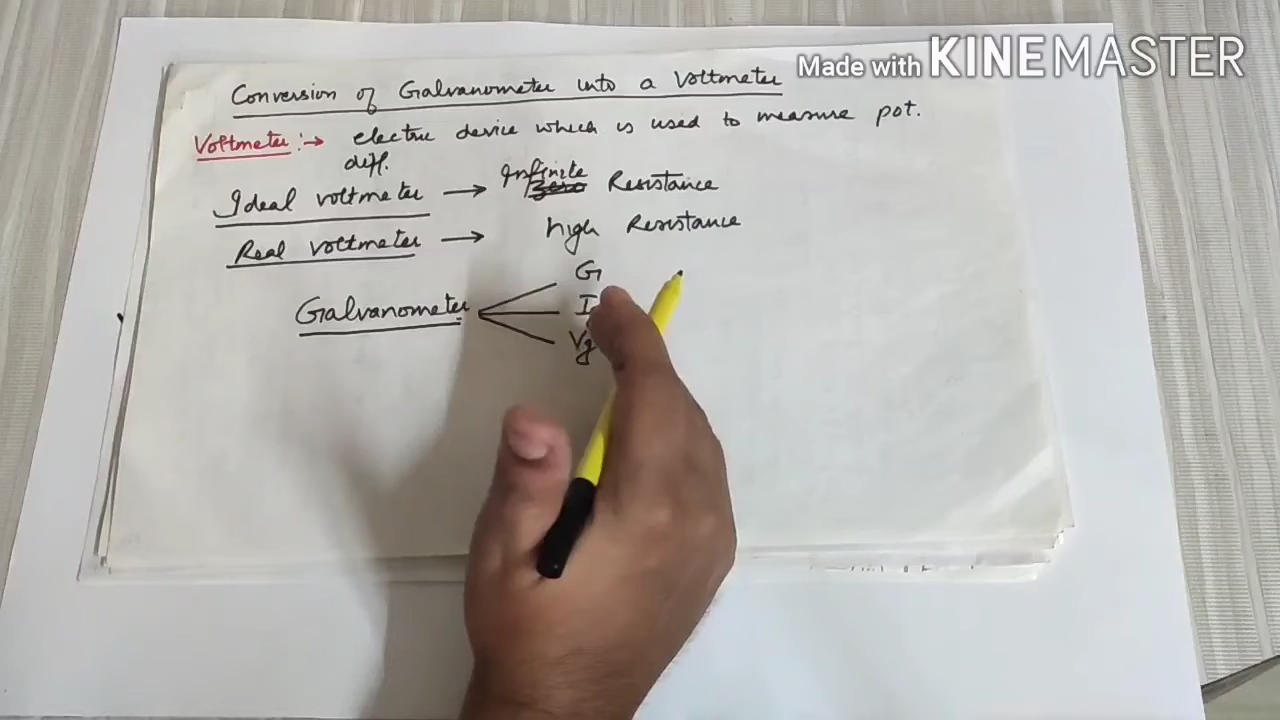 Made with KINEMASTER
Conversion of Galvanometer into a Voltmeter
Voltmeter :→ electric device which is used to measure pot.
diff.
Ideal voltmeter → Infinite Resistance
Real voltmeter → high Resistance
G
Galvanometer I
Vg